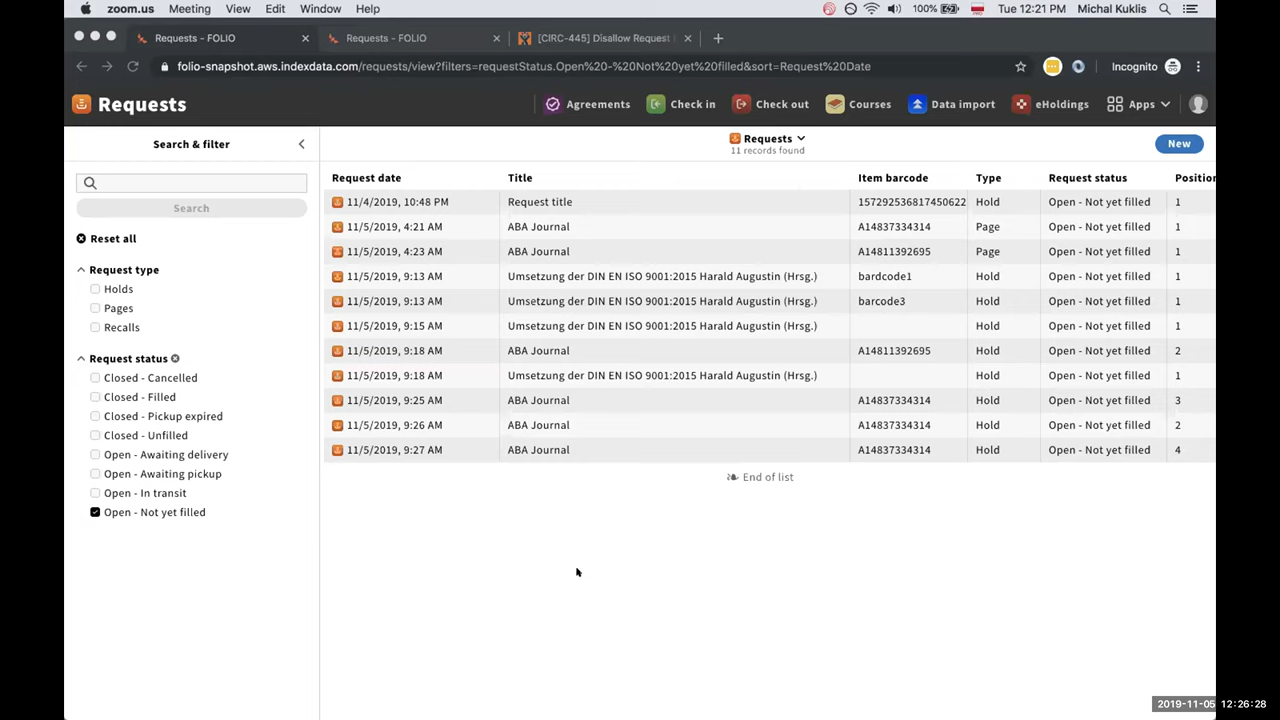 zoom.us Meeting View Edit Window Help 100% Tue 12:21 PM Michal Kuklis
Requests - FOLIO Requests - FOLIO [CIRC-445] Disallow Request
folio-snapshot.aws.indexdata.com/requests/view?filters=requestStatus.Open%20-%20Not%20yet%20filled&sort=Request%20Date Incognito
Requests Agreements Check in Check out Courses Data import eHoldings Apps
Search & filter
Requests
11 records found
New
Search
Reset all
Request type
Holds
Pages
Recalls
Request status
Closed - Cancelled
Closed - Filled
Closed - Pickup expired
Closed - Unfilled
Open - Awaiting delivery
Open - Awaiting pickup
Open - In transit
Open - Not yet filled
Request date Title Item barcode Type Request status Position
11/4/2019, 10:48 PM Request title 157292536817450622 Hold Open - Not yet filled 1
11/5/2019, 4:21 AM ABA Journal A14837334314 Page Open - Not yet filled 1
11/5/2019, 4:23 AM ABA Journal A14811392695 Page Open - Not yet filled 1
11/5/2019, 9:13 AM Umsetzung der DIN EN ISO 9001:2015 Harald Augustin (Hrsg.) bardcode1 Hold Open - Not yet filled 1
11/5/2019, 9:13 AM Umsetzung der DIN EN ISO 9001:2015 Harald Augustin (Hrsg.) barcode3 Hold Open - Not yet filled 1
11/5/2019, 9:15 AM Umsetzung der DIN EN ISO 9001:2015 Harald Augustin (Hrsg.) Hold Open - Not yet filled 1
11/5/2019, 9:18 AM ABA Journal A14811392695 Hold Open - Not yet filled 2
11/5/2019, 9:18 AM Umsetzung der DIN EN ISO 9001:2015 Harald Augustin (Hrsg.) Hold Open - Not yet filled 1
11/5/2019, 9:25 AM ABA Journal A14837334314 Hold Open - Not yet filled 3
11/5/2019, 9:26 AM ABA Journal A14837334314 Hold Open - Not yet filled 2
11/5/2019, 9:27 AM ABA Journal A14837334314 Hold Open - Not yet filled 4
End of list
2019-11-05 12:26:28